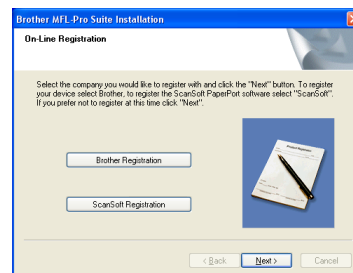 Brother MFL-Pro Suite Installation
On-Line Registration
Select the company you would like to register with and click the "Next" button. To register
your device select Brother, to register the ScanSoft PaperPort software select "ScanSoft".
If you prefer not to register at this time click "Next".
Brother Registration
ScanSoft Registration
< Back
Next >
Cancel